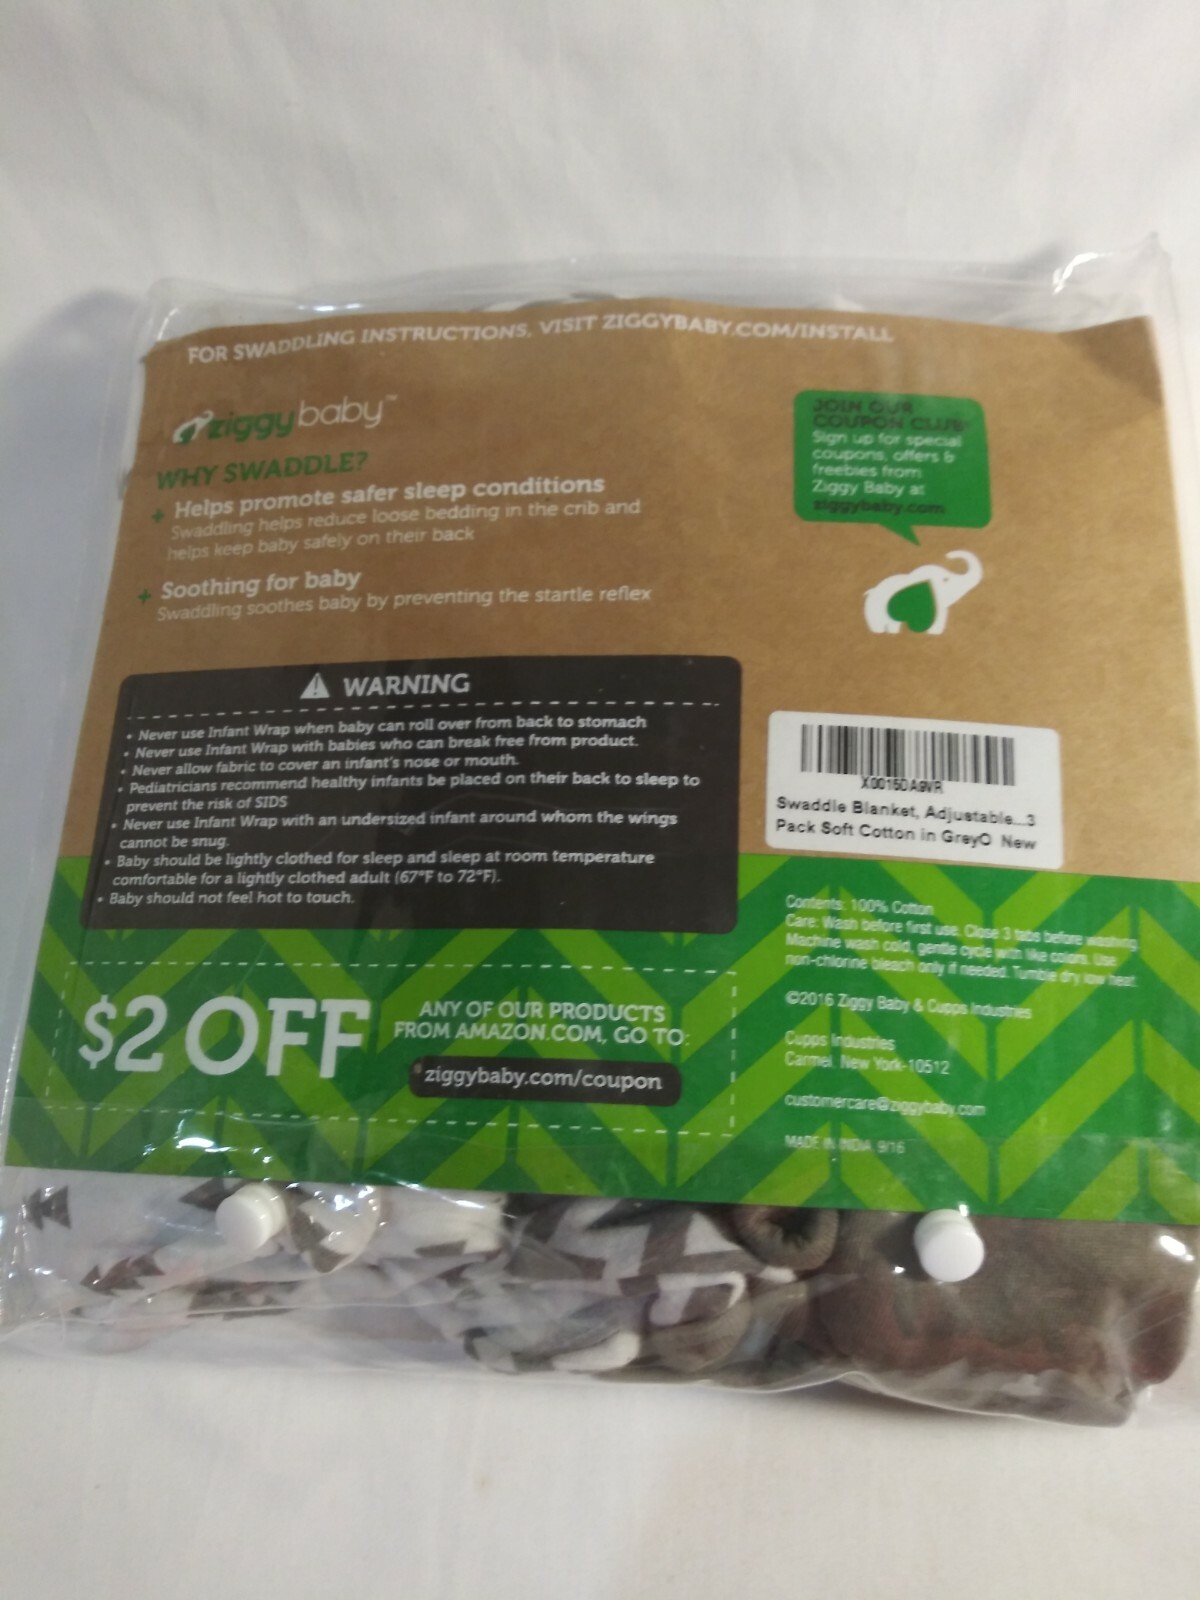 FOR SWADDLING INSTRUCTIONS, VISIT ZIGGYBABY.COM/INSTALL
ziggybaby™
WHY SWADDLE?
+ Helps promote safer sleep conditions
Swaddling helps reduce loose bedding in the crib and
helps keep baby safely on their back
+ Soothing for baby
Swaddling soothes baby by preventing the startle reflex
JOIN OUR
COUPON CLUB
Sign up for special
coupons, offers &
freebies from
Ziggy Baby at
ziggybaby.com
WARNING
• Never use Infant Wrap when baby can roll over from back to stomach
• Never use Infant Wrap with babies who can break free from product.
• Never allow fabric to cover an infant's nose or mouth.
• Pediatricians recommend healthy infants be placed on their back to sleep to
prevent the risk of SIDS
• Never use Infant Wrap with an undersized infant around whom the wings
cannot be snug.
• Baby should be lightly clothed for sleep and sleep at room temperature
comfortable for a lightly clothed adult (67°F to 72°F).
• Baby should not feel hot to touch.
X0015DA9VR
Swaddle Blanket, Adjustable...3
Pack Soft Cotton in GreyO New
$2 OFF
ANY OF OUR PRODUCTS
FROM AMAZON.COM, GO TO:
ziggybaby.com/coupon
Contents: 100% Cotton
Care: Wash before first use. Close 3 tabs before washing
Machine wash cold, gentle cycle with like colors. Use
non-chlorine bleach only if needed. Tumble dry low heat.
©2016 Ziggy Baby & Cupps Industries
Cupps Industries
Carmel, New York-10512
customercare@ziggybaby.com
MADE IN INDIA 9/16